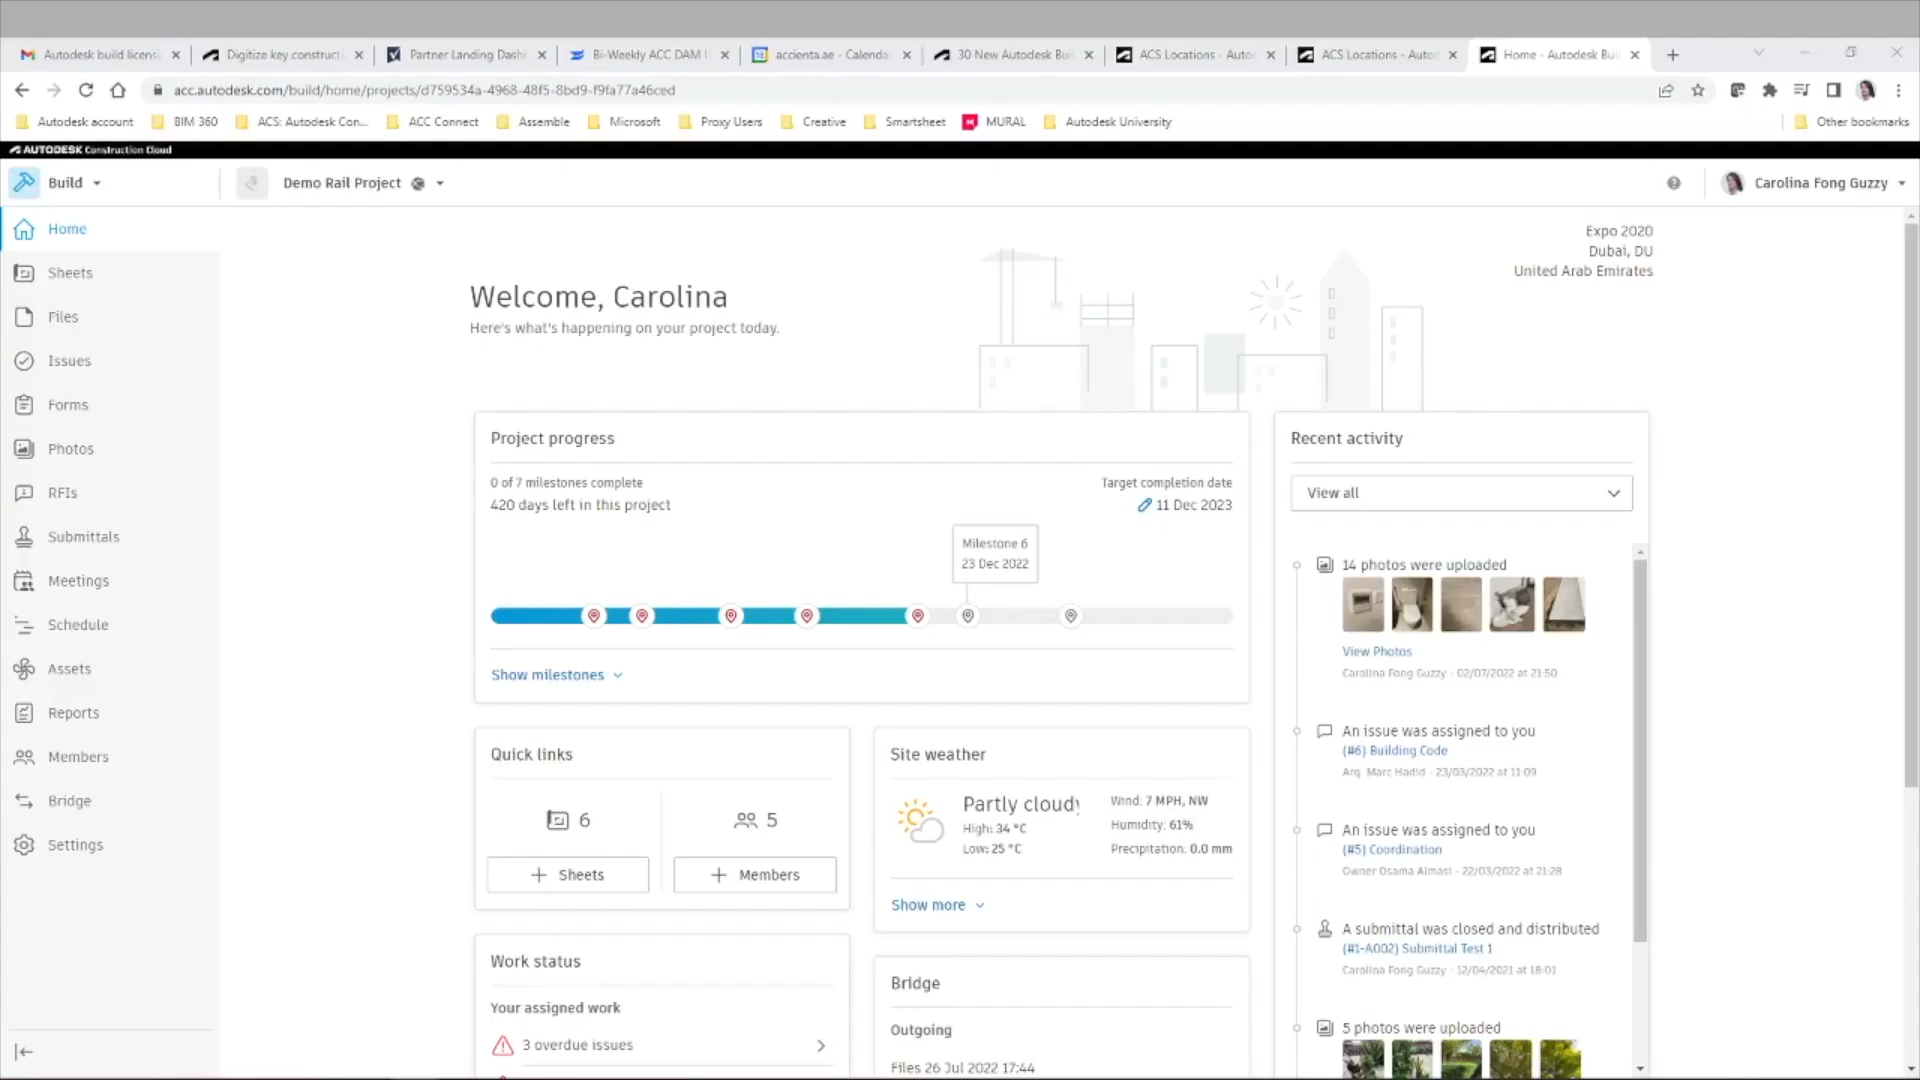 Autodesk build licensi
Digitize key constructi
Partner Landing Dashb
Bi-Weekly ACC DAM U
accienta.ae - Calendar
30 New Autodesk Bui
ACS Locations - Autod
ACS Locations - Autod
Home - Autodesk Buil
acc.autodesk.com/build/home/projects/d759534a-4968-48f5-8bd9-f9fa77a46ced
Autodesk account
BIM 360
ACS: Autodesk Con...
ACC Connect
Assemble
Microsoft
Proxy Users
Creative
Smartsheet
MURAL
Autodesk University
Other bookmarks
AUTODESK Construction Cloud
Build
Demo Rail Project
Carolina Fong Guzzy
Home
Sheets
Files
Issues
Forms
Photos
RFIs
Submittals
Meetings
Schedule
Assets
Reports
Members
Bridge
Settings
Welcome, Carolina
Here's what's happening on your project today.
Expo 2020
Dubai, DU
United Arab Emirates
Project progress
0 of 7 milestones complete
420 days left in this project
Target completion date
11 Dec 2023
Milestone 6
23 Dec 2022
Show milestones
Quick links
6
5
Sheets
Members
Site weather
Partly cloudy
High: 34 °C
Low: 25 °C
Wind: 7 MPH, NW
Humidity: 61%
Precipitation: 0.0 mm
Show more
Work status
Your assigned work
3 overdue issues
Bridge
Outgoing
Files 26 Jul 2022 17:44
Recent activity
View all
14 photos were uploaded
View Photos
Carolina Fong Guzzy - 02/07/2022 at 21:50
An issue was assigned to you
(#6) Building Code
Arq. Marc Hadid - 23/03/2022 at 11:09
An issue was assigned to you
(#5) Coordination
Owner Osama Almasi - 22/03/2022 at 21:28
A submittal was closed and distributed
(#1-A002) Submittal Test 1
Carolina Fong Guzzy - 12/04/2021 at 18:01
5 photos were uploaded